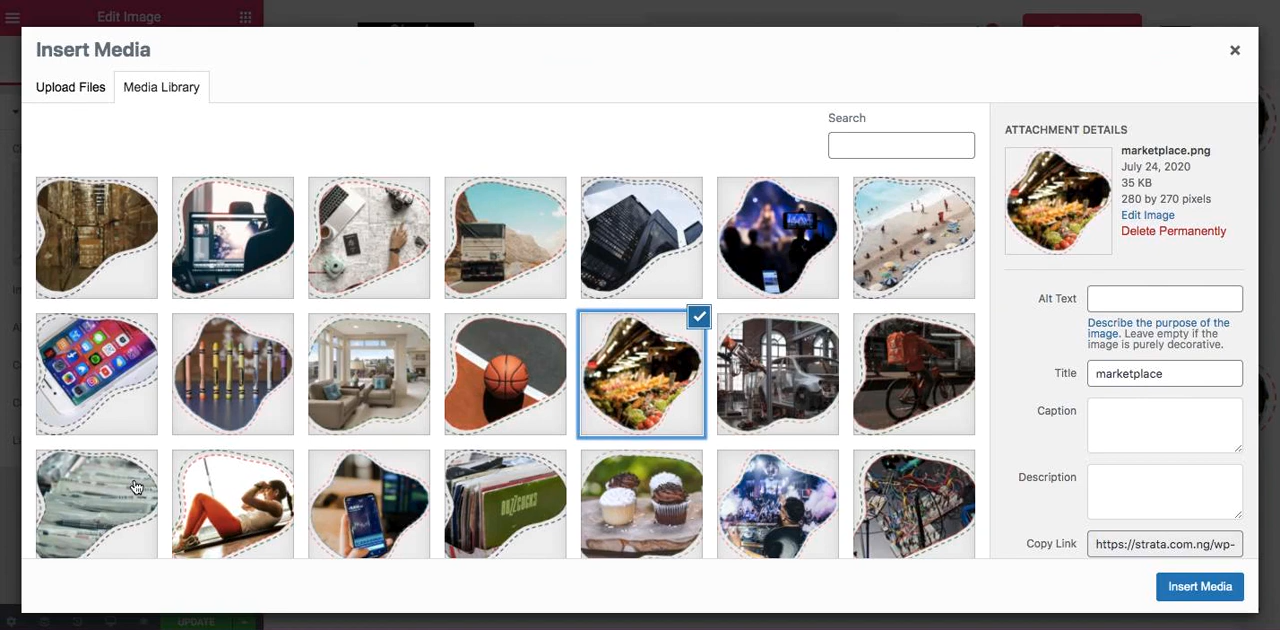 Edit Image
Insert Media
Upload Files
Media Library
Search
ATTACHMENT DETAILS
marketplace.png
July 24, 2020
35 KB
280 by 270 pixels
Edit Image
Delete Permanently
Alt Text
Describe the purpose of the
image. Leave empty if the
image is purely decorative.
Title
marketplace
Caption
Description
Copy Link
https://strata.com.ng/wp-
Insert Media
UPDATE